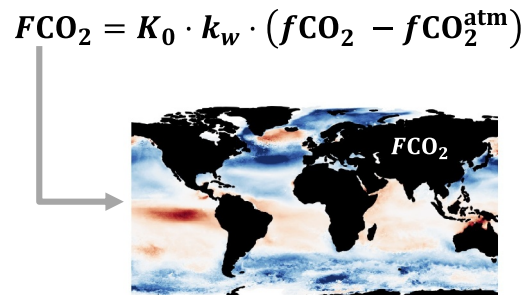 FCO₂ = K₀ · k_w · (fCO₂ − fCO₂^atm)
FCO₂